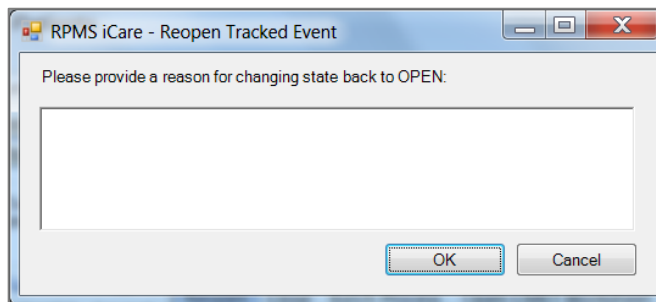 RPMS iCare - Reopen Tracked Event
Please provide a reason for changing state back to OPEN:
OK
Cancel